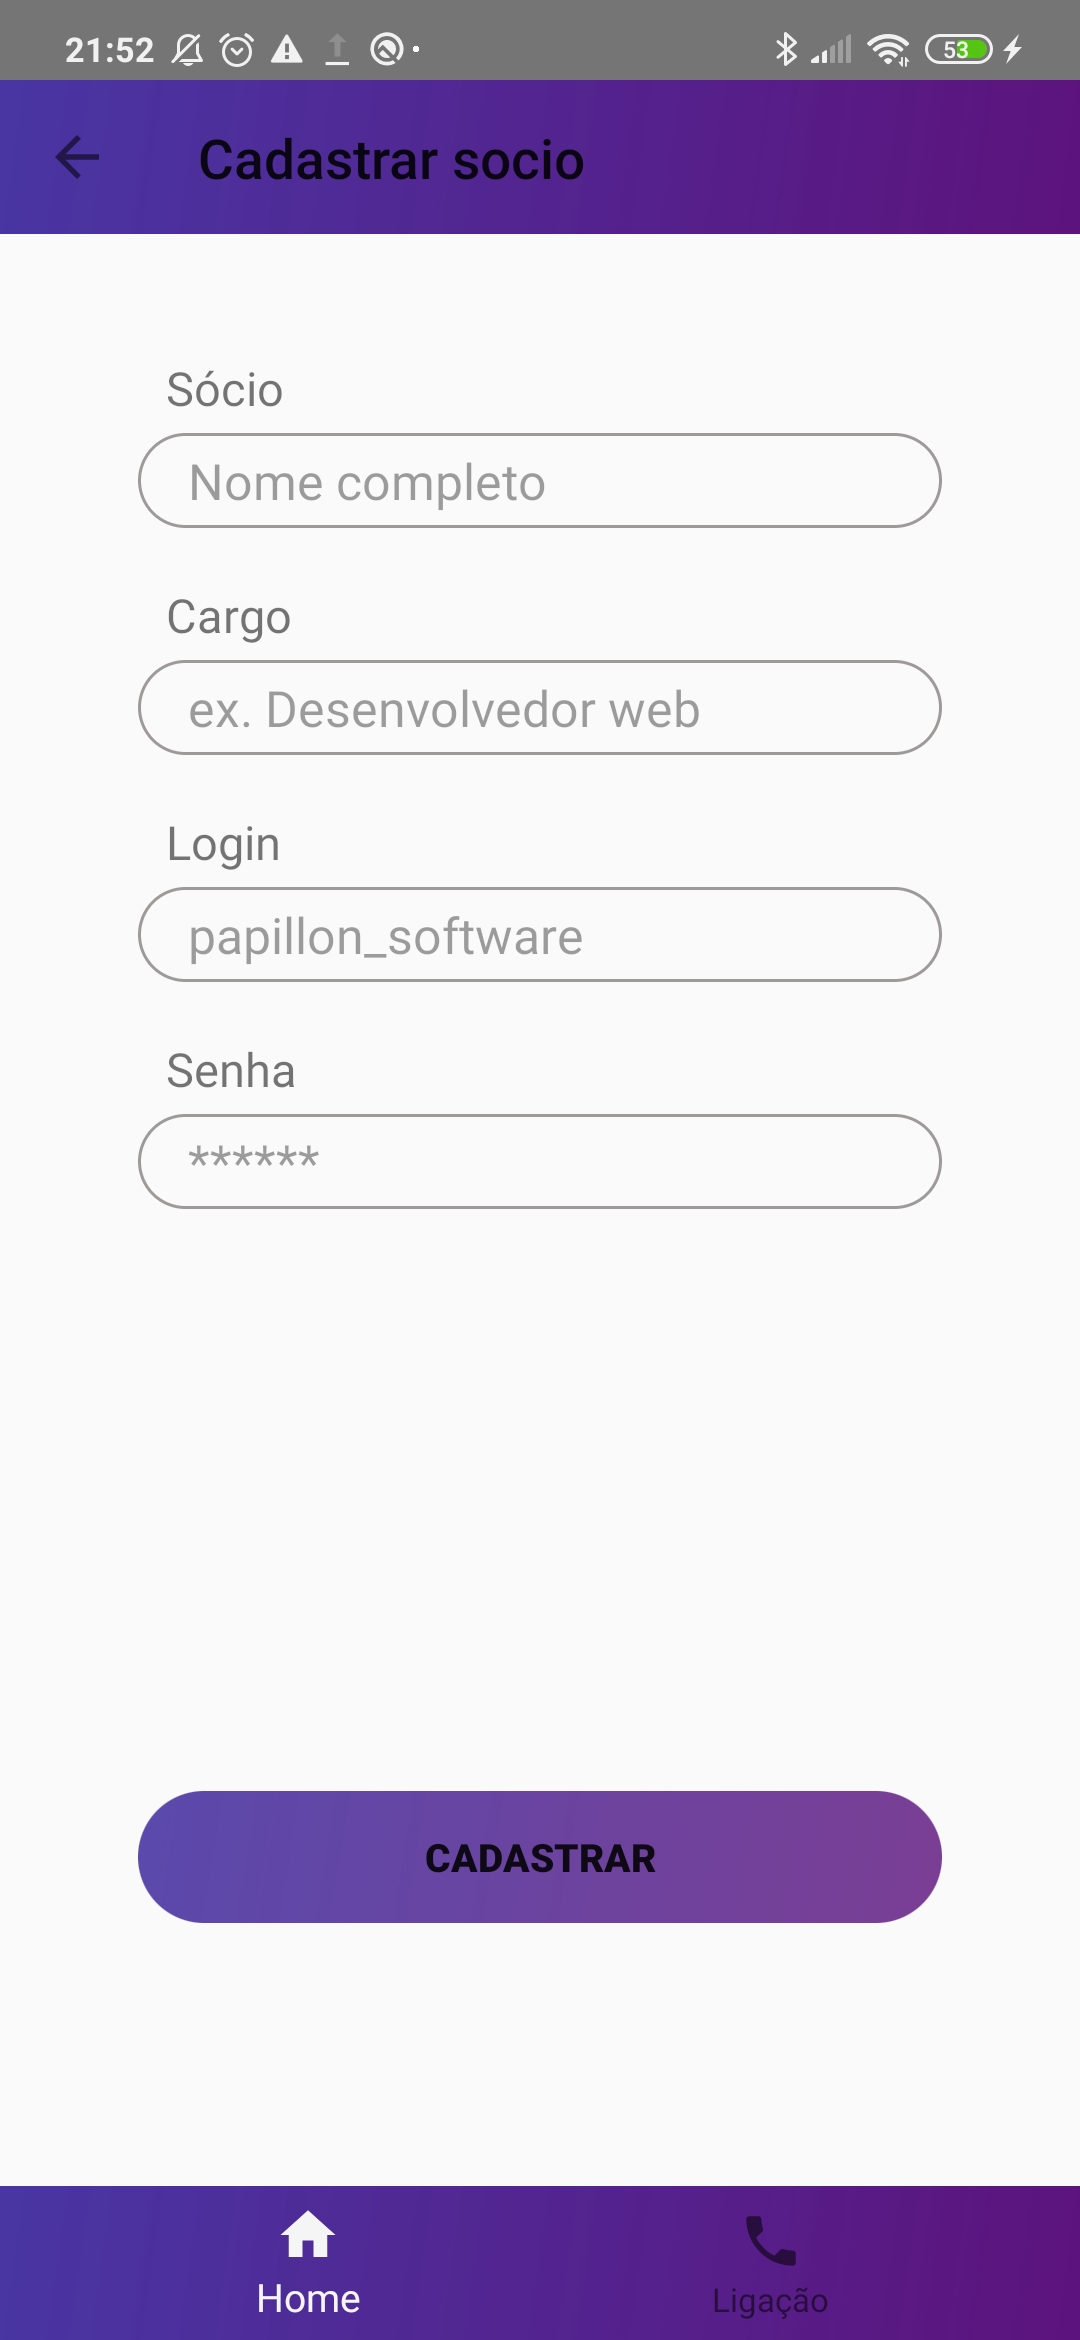 21:52
53
Cadastrar socio
Sócio
Nome completo
Cargo
ex. Desenvolvedor web
Login
papillon_software
Senha
******
CADASTRAR
Home
Ligação